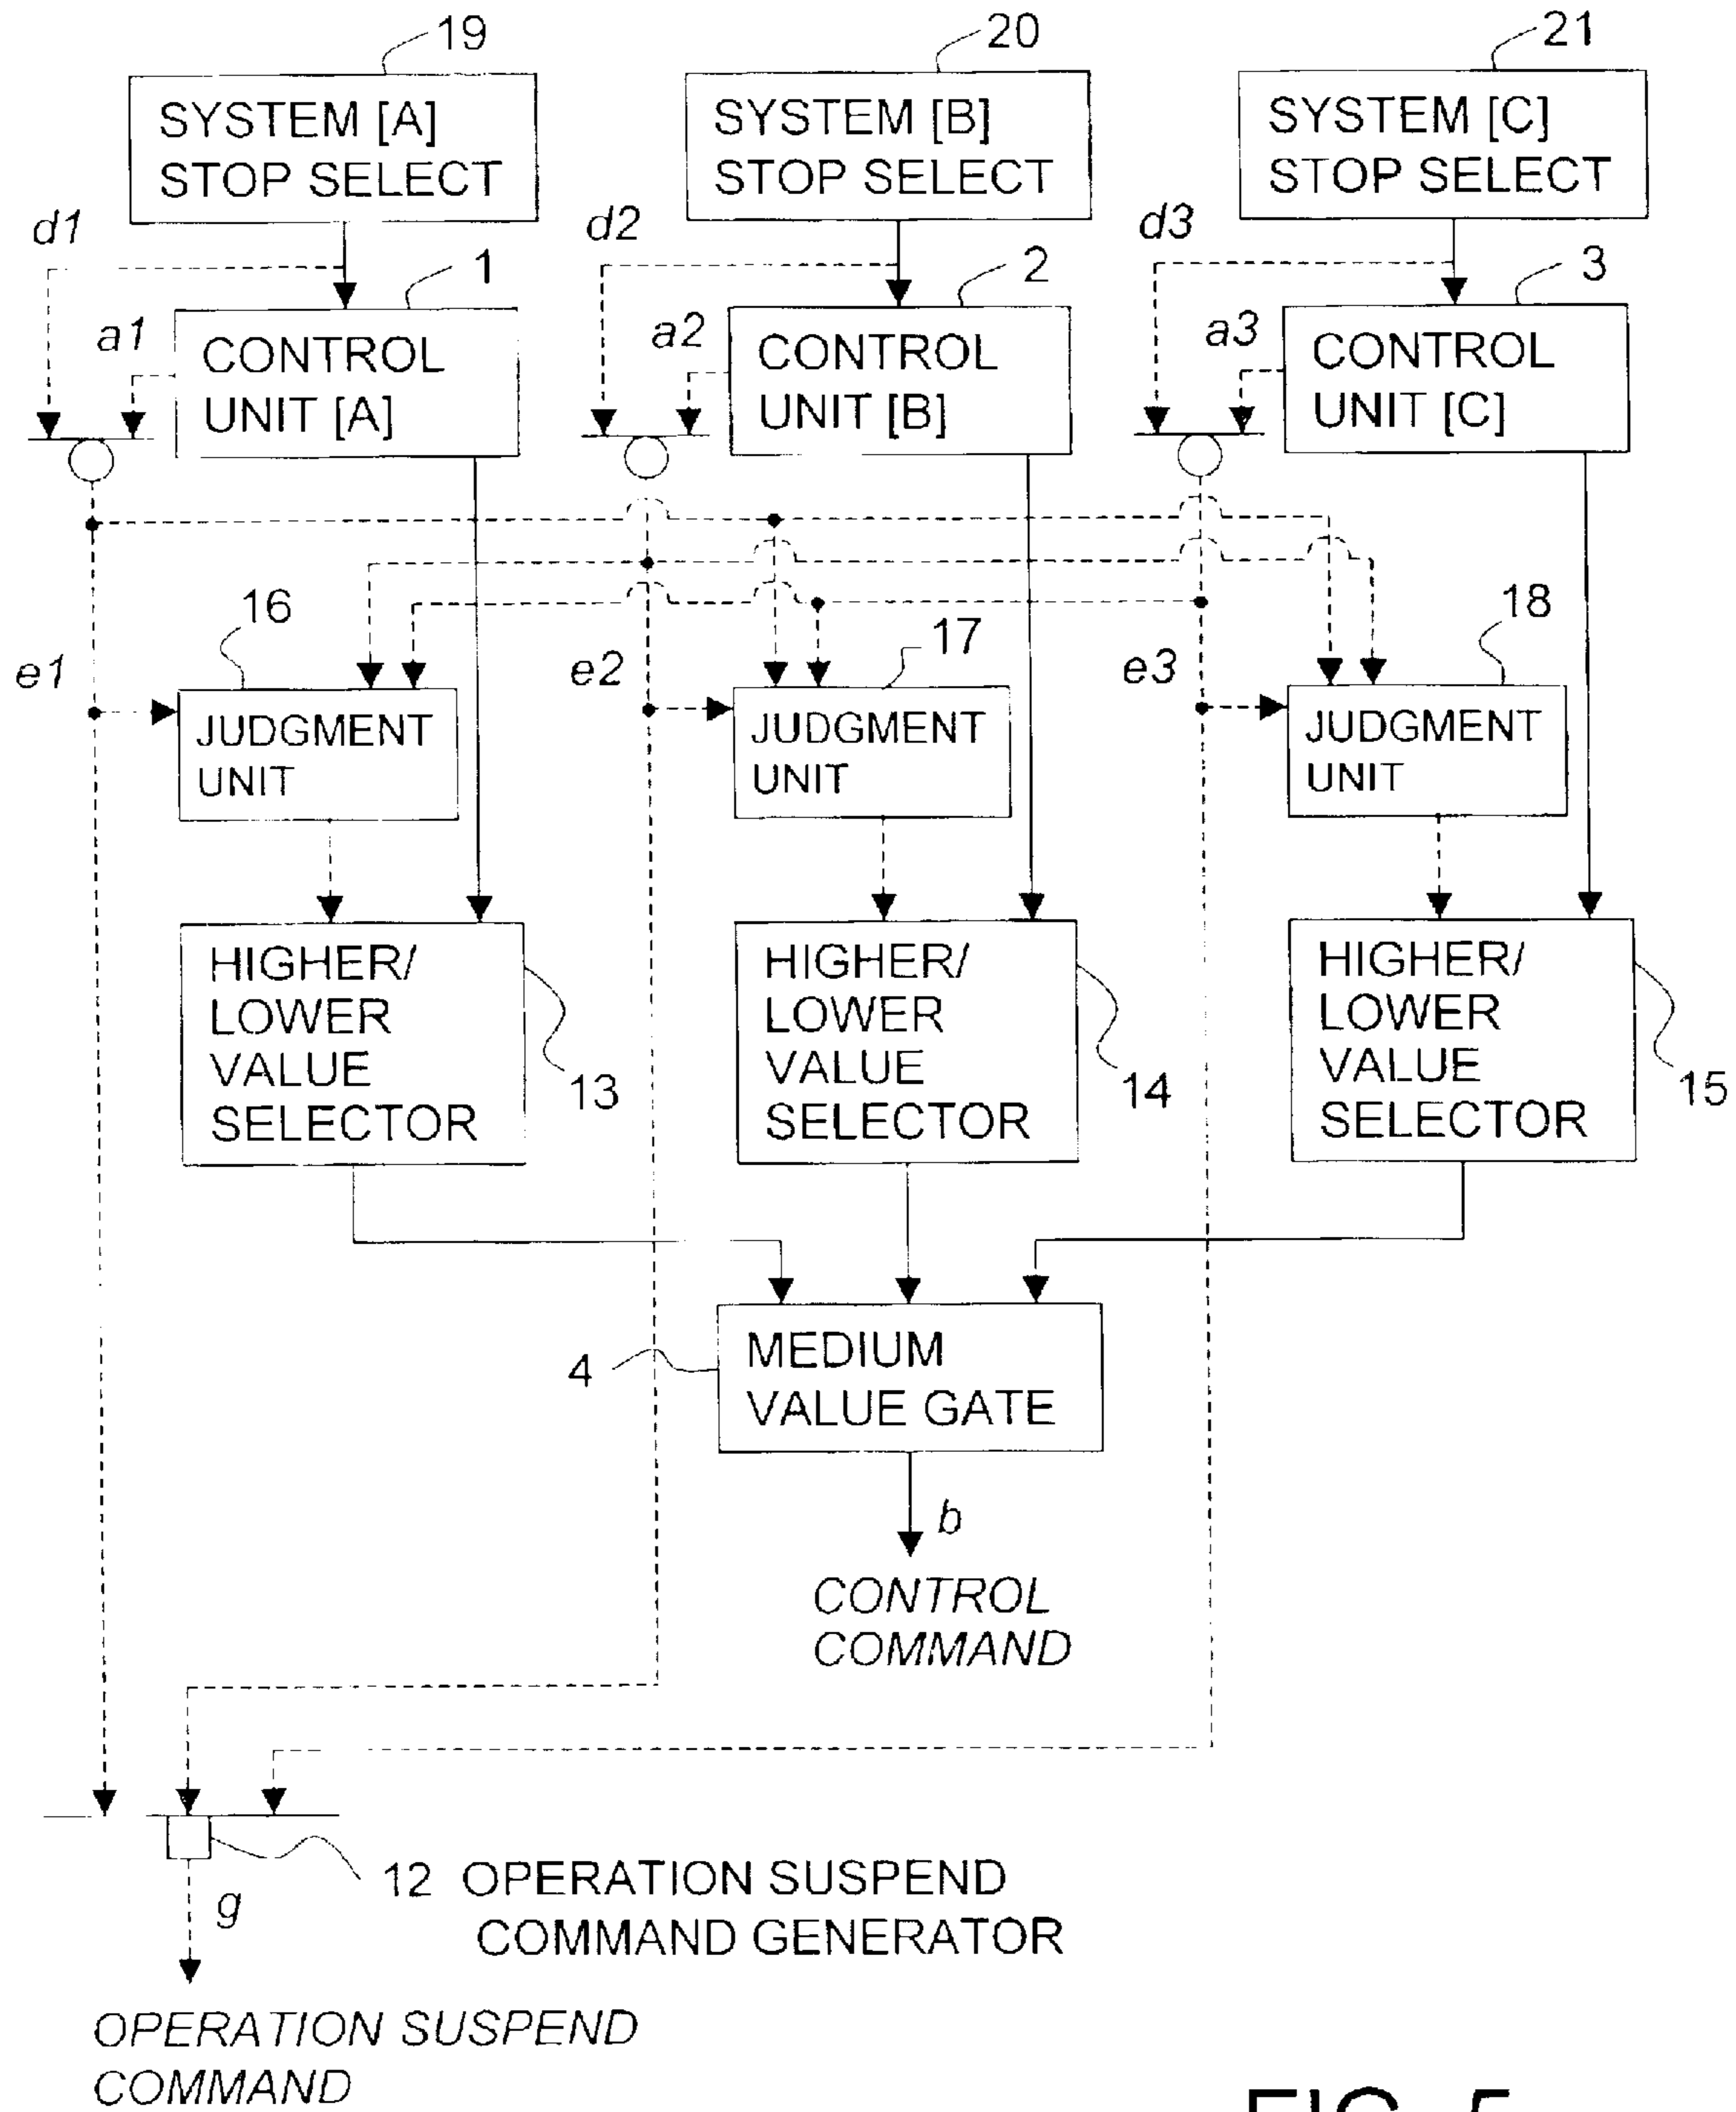 19
20
21
SYSTEM [A]
STOP SELECT
SYSTEM [B]
STOP SELECT
SYSTEM [C]
STOP SELECT
d1
d2
d3
1
2
3
a1
a2
a3
CONTROL
UNIT [A]
CONTROL
UNIT [B]
CONTROL
UNIT [C]
16
17
18
e1
e2
e3
JUDGMENT
UNIT
JUDGMENT
UNIT
JUDGMENT
UNIT
HIGHER/
LOWER
VALUE
SELECTOR
13
HIGHER/
LOWER
VALUE
SELECTOR
14
HIGHER/
LOWER
VALUE
SELECTOR
15
4
MEDIUM
VALUE GATE
b
CONTROL
COMMAND
12 OPERATION SUSPEND
COMMAND GENERATOR
g
OPERATION SUSPEND
COMMAND
FIG. 5